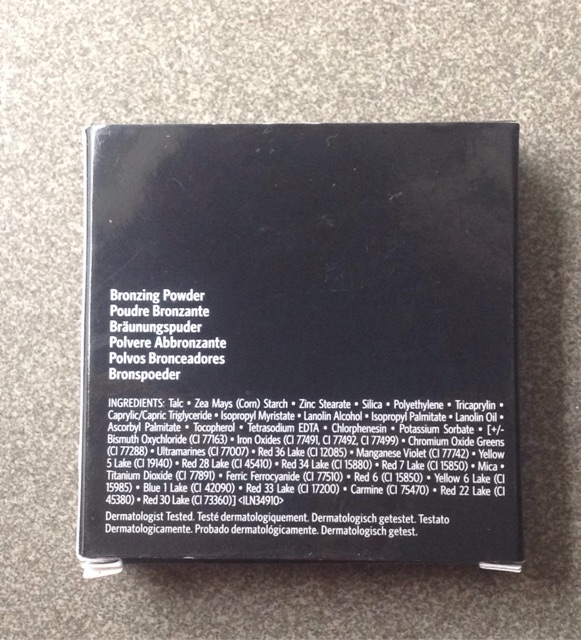 Bronzing Powder
Poudre Bronzante
Bräunungspuder
Polvere Abbronzante
Polvos Bronceadores
Bronspoeder
INGREDIENTS: Talc • Zea Mays (Corn) Starch • Zinc Stearate • Silica • Polyethylene • Tricaprylin •
Caprylic/Capric Triglyceride • Isopropyl Myristate • Lanolin Alcohol • Isopropyl Palmitate • Lanolin Oil •
Ascorbyl Palmitate • Tocopherol • Tetrasodium EDTA • Chlorphenesin • Potassium Sorbate • [+/-
Bismuth Oxychloride (CI 77163) • Iron Oxides (CI 77491, CI 77492, CI 77499) • Chromium Oxide Greens
(CI 77288) • Ultramarines (CI 77007) • Red 36 Lake (CI 12085) • Manganese Violet (CI 77742) • Yellow
5 Lake (CI 19140) • Red 28 Lake (CI 45410) • Red 34 Lake (CI 15880) • Red 7 Lake (CI 15850) • Mica •
Titanium Dioxide (CI 77891) • Ferric Ferrocyanide (CI 77510) • Red 6 (CI 15850) • Yellow 6 Lake (CI
15985) • Blue 1 Lake (CI 42090) • Red 33 Lake (CI 17200) • Carmine (CI 75470) • Red 22 Lake (CI
45380) • Red 30 Lake (CI 73360)] <ILN34910>
Dermatologist Tested. Testé dermatologiquement. Dermatologisch getestet. Testato
Dermatologicamente. Probado dermatológicamente. Dermatologisch getest.